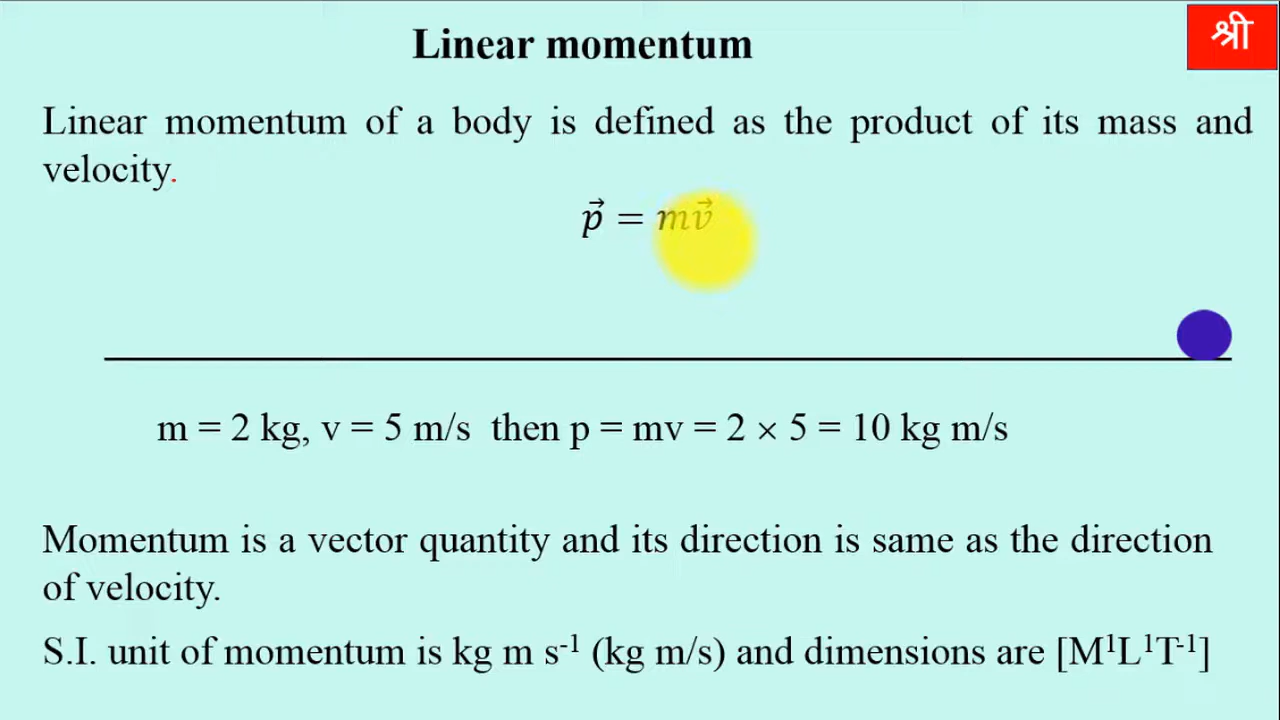 Linear momentum
श्री
Linear momentum of a body is defined as the product of its mass and
velocity.
p⃗ = mv⃗
m = 2 kg, v = 5 m/s then p = mv = 2 × 5 = 10 kg m/s
Momentum is a vector quantity and its direction is same as the direction
of velocity.
S.I. unit of momentum is kg m s⁻¹ (kg m/s) and dimensions are [M¹L¹T⁻¹]